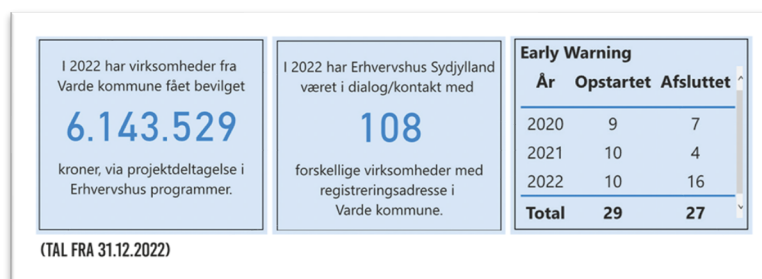 I 2022 har virksomheder fra
Varde kommune fået bevilget
6.143.529
kroner, via projektdeltagelse i
Erhvervshus programmer.
I 2022 har Erhvervshus Sydjylland
været i dialog/kontakt med
108
forskellige virksomheder med
registreringsadresse i
Varde kommune.
Early Warning
År Opstartet Afsluttet
2020 9 7
2021 10 4
2022 10 16
Total 29 27
(TAL FRA 31.12.2022)